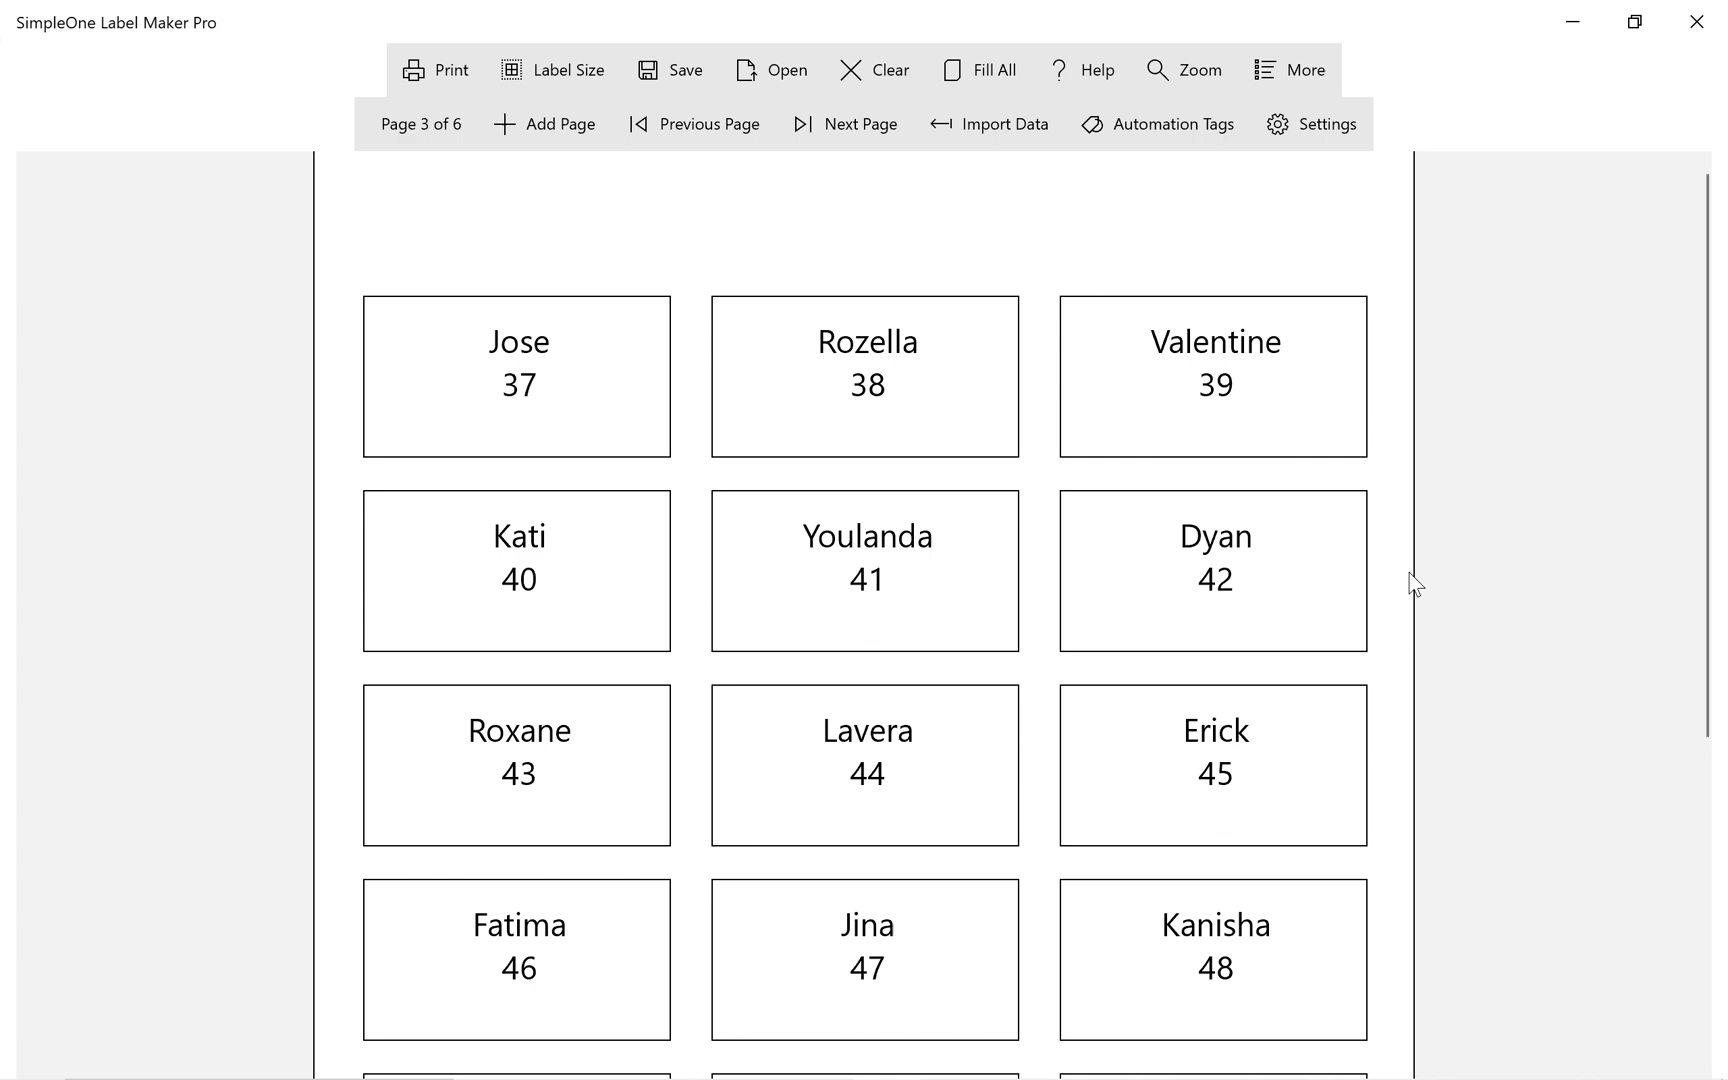 SimpleOne Label Maker Pro
Print Label Size Save Open Clear Fill All Help Zoom More
Page 3 of 6 Add Page Previous Page Next Page Import Data Automation Tags Settings
Jose
37
Rozella
38
Valentine
39
Kati
40
Youlanda
41
Dyan
42
Roxane
43
Lavera
44
Erick
45
Fatima
46
Jina
47
Kanisha
48